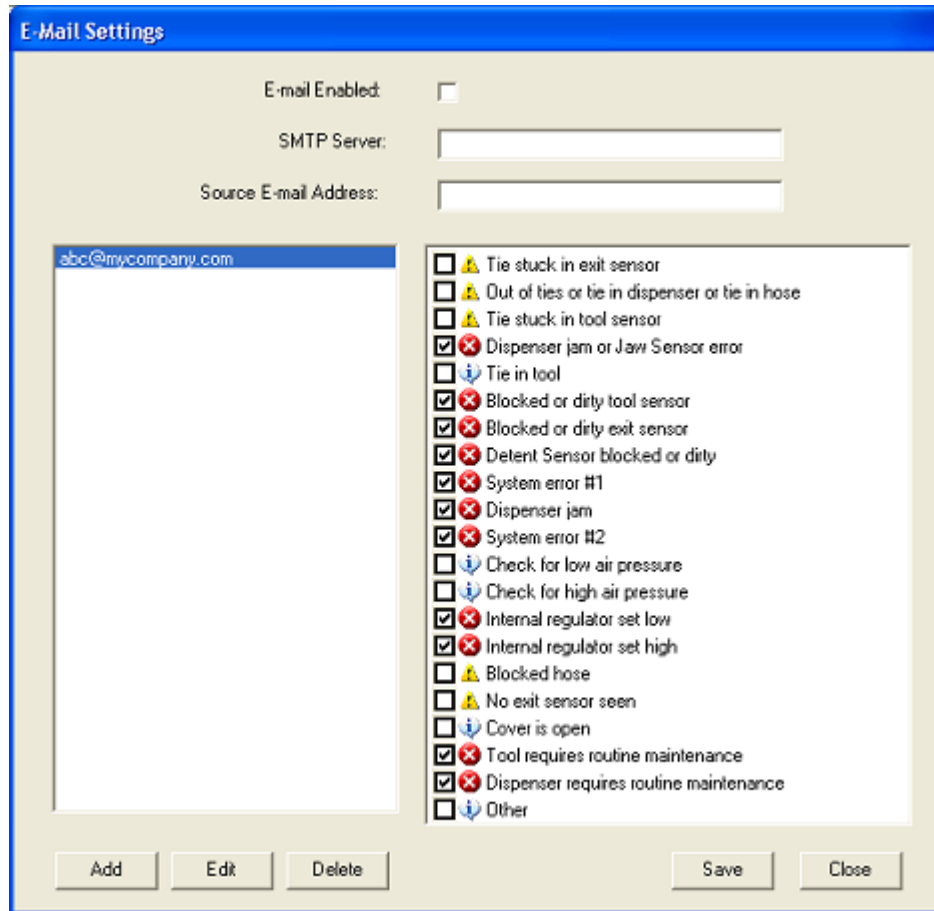 E-Mail Settings
E-mail Enabled:
SMTP Server:
Source E-mail Address:
abc@mycompany.com
Tie stuck in exit sensor
Out of ties or tie in dispenser or tie in hose
Tie stuck in tool sensor
Dispenser jam or Jaw Sensor error
Tie in tool
Blocked or dirty tool sensor
Blocked or dirty exit sensor
Detent Sensor blocked or dirty
System error #1
Dispenser jam
System error #2
Check for low air pressure
Check for high air pressure
Internal regulator set low
Internal regulator set high
Blocked hose
No exit sensor seen
Cover is open
Tool requires routine maintenance
Dispenser requires routine maintenance
Other
Add Edit Delete Save Close